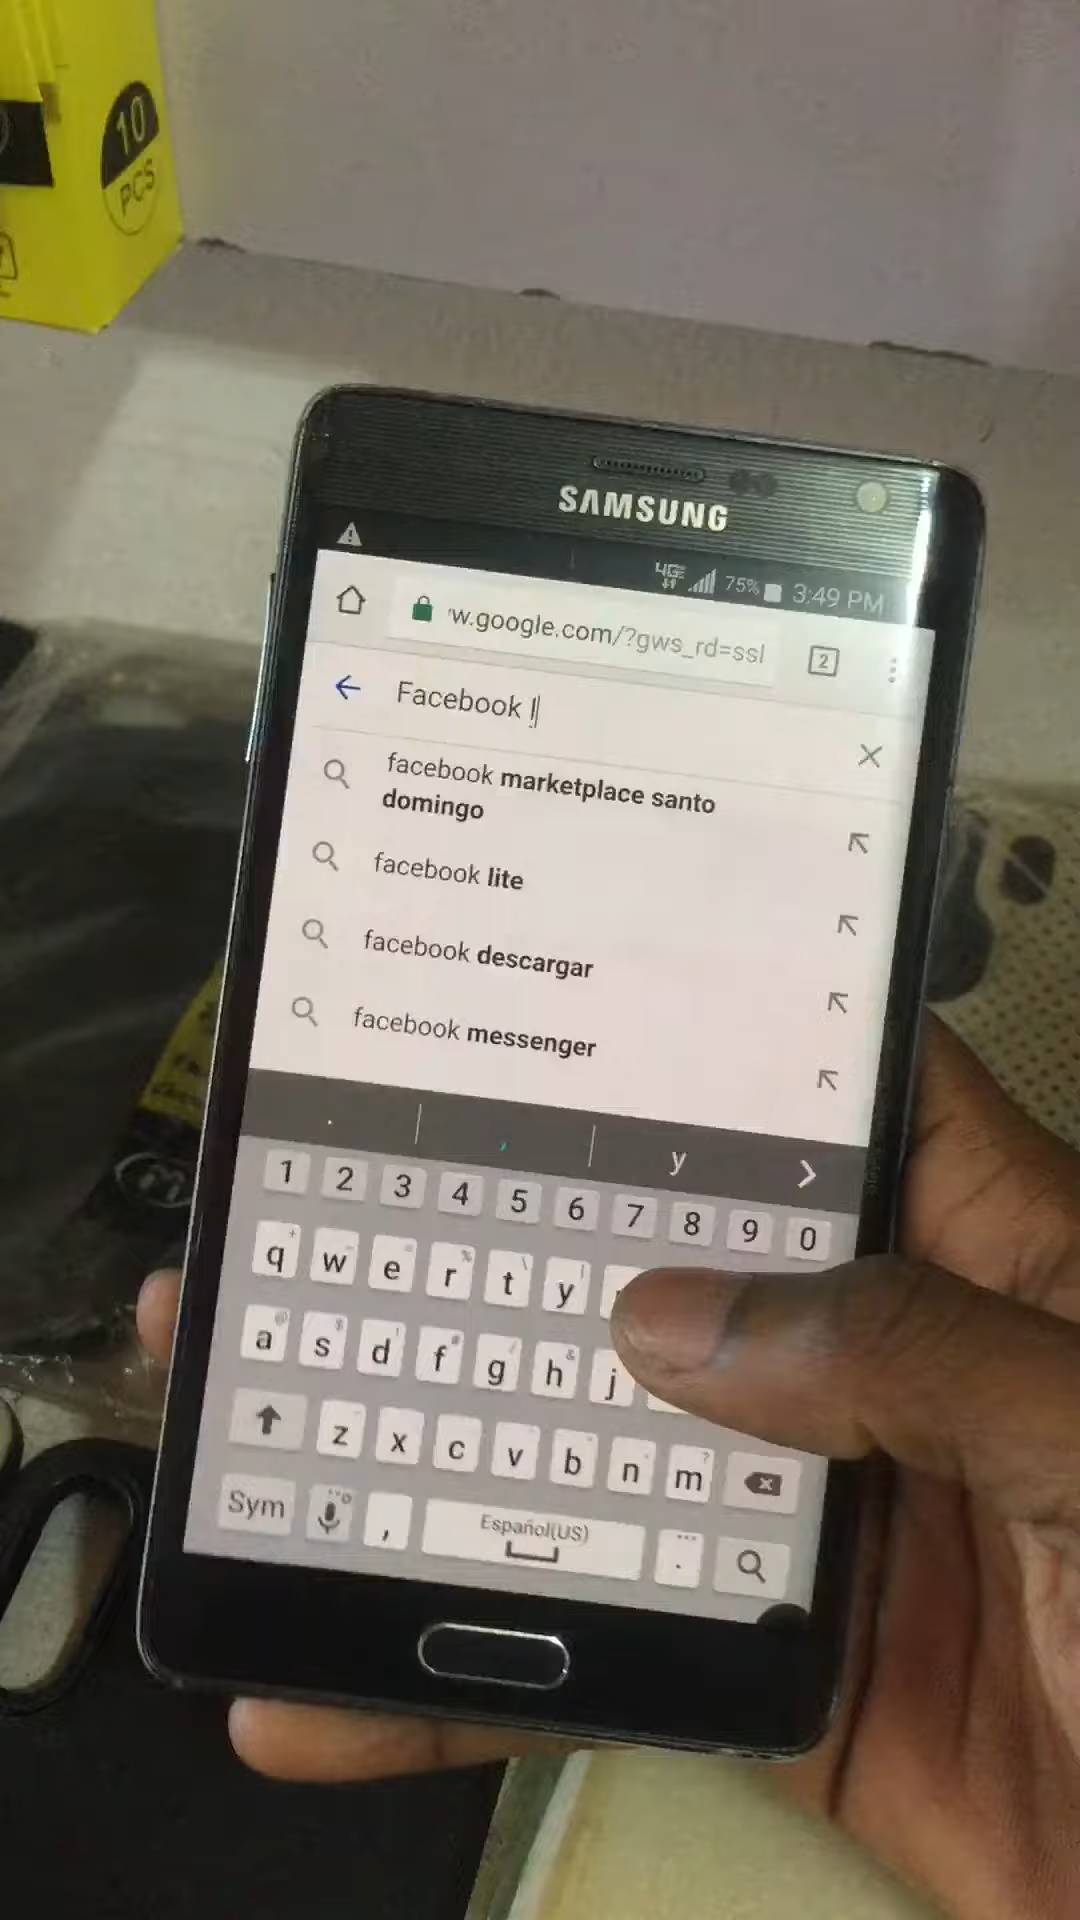 10
PCS
SAMSUNG
4GE 75% 3:49 PM
w.google.com/?gws_rd=ssl 2
Facebook l
facebook marketplace santo
domingo
facebook lite
facebook descargar
facebook messenger
. , y
1 2 3 4 5 6 7 8 9 0
q w e r t y
a s d f g h j
z x c v b n m
Sym , Español(US) .